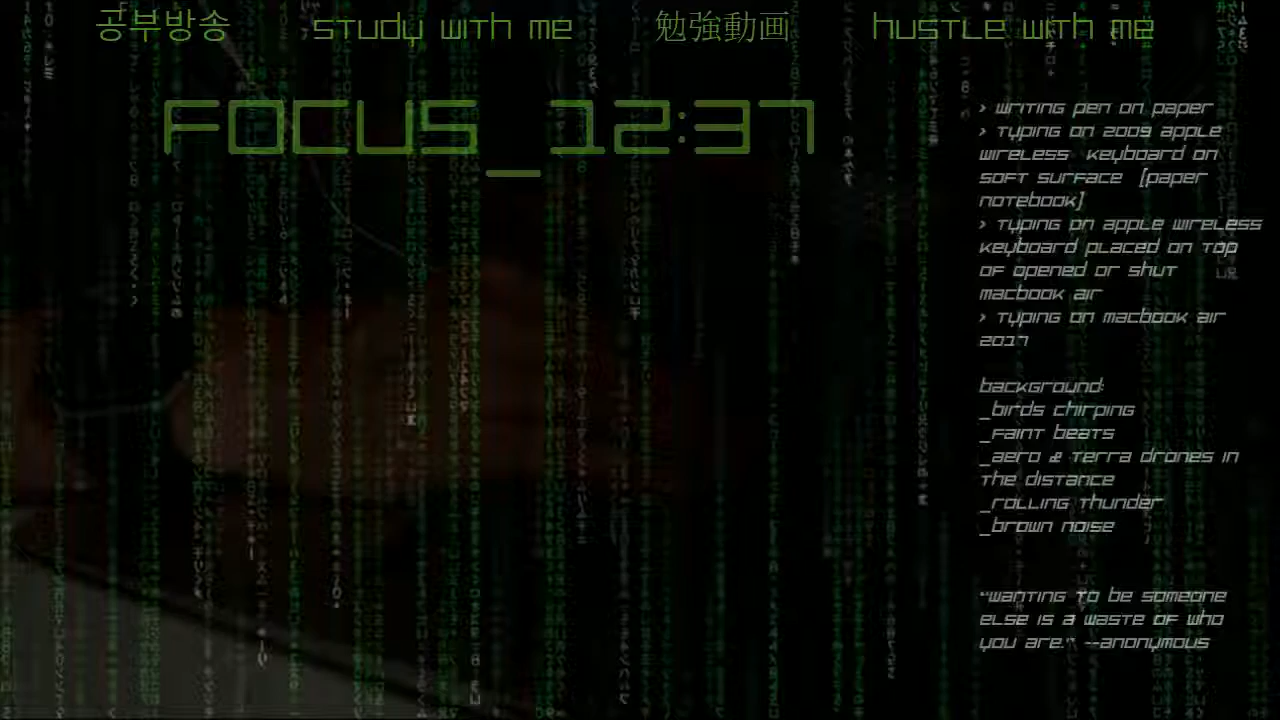 공부방송 study with me 勉強動画 hustle with me
FOCUS_ 12:37
> writing pen on paper
> typing on 2009 apple
wireless keyboard on
soft surface [paper
notebook]
> typing on apple wireless
keyboard placed on top
of opened or shut
macbook air
> typing on macbook air
2017
background:
_birds chirping
_faint beats
_aero & terra drones in
the distance
_rolling thunder
_brown noise
"wanting to be someone
else is a waste of who
you are." --anonymous